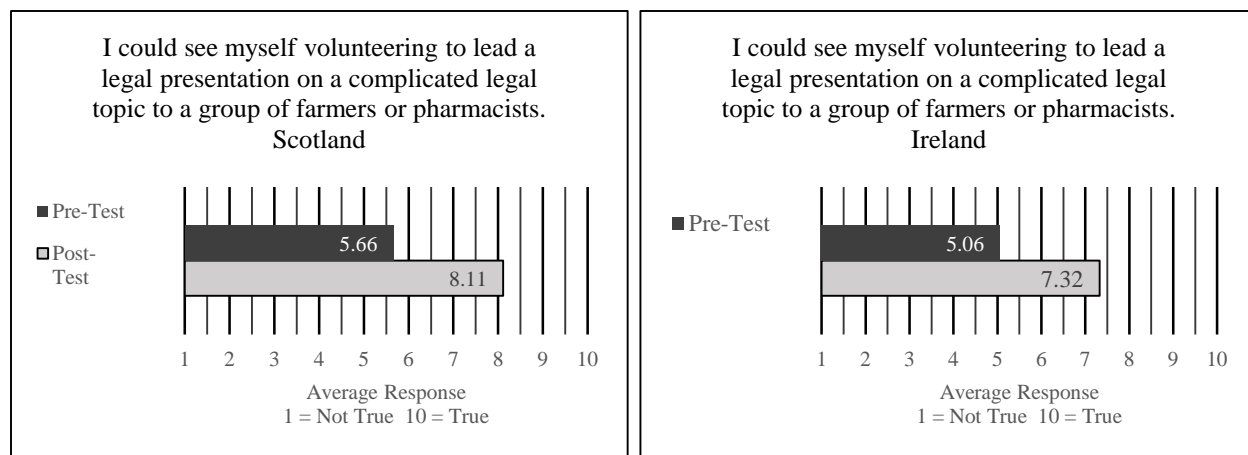 I could see myself volunteering to lead a
legal presentation on a complicated legal
topic to a group of farmers or pharmacists.
Scotland
Pre-Test
Post-
Test
5.66
8.11
1 2 3 4 5 6 7 8 9 10
Average Response
1 = Not True 10 = True
I could see myself volunteering to lead a
legal presentation on a complicated legal
topic to a group of farmers or pharmacists.
Ireland
Pre-Test
5.06
7.32
1 2 3 4 5 6 7 8 9 10
Average Response
1 = Not True 10 = True